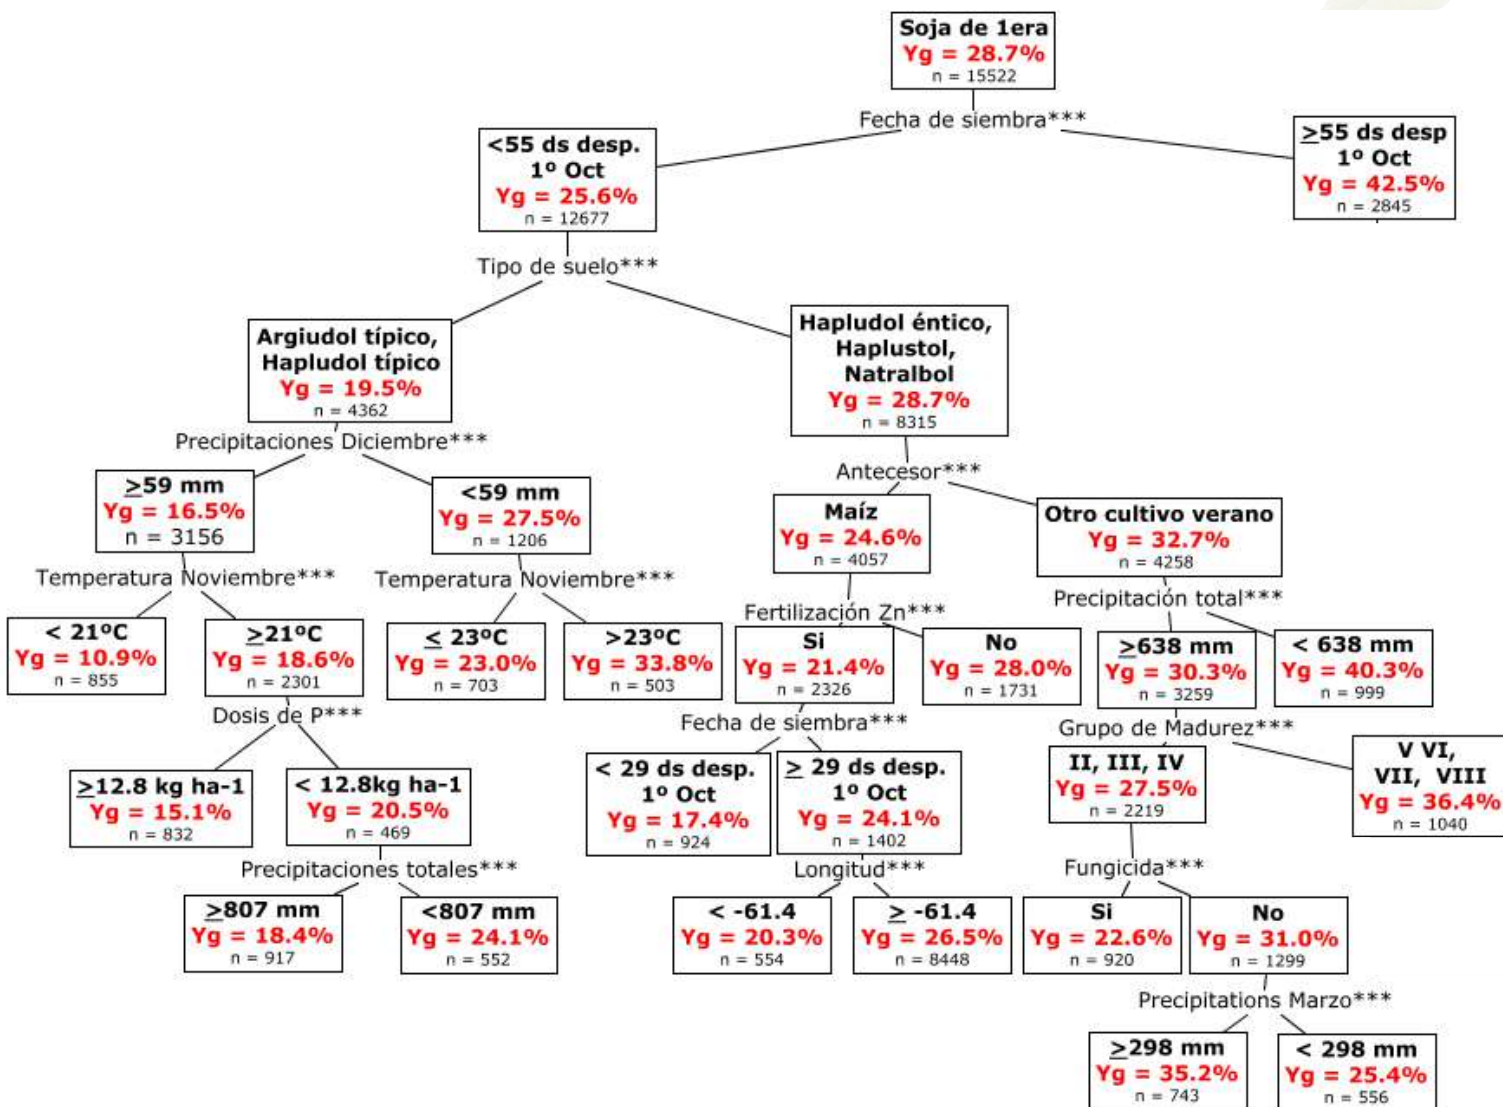 Soja de 1era
Yg = 28.7%
n = 15522
Fecha de siembra***
<55 ds desp.
1º Oct
Yg = 25.6%
n = 12677
≥55 ds desp
1º Oct
Yg = 42.5%
n = 2845
Tipo de suelo***
Argiudol típico,
Hapludol típico
Yg = 19.5%
n = 4362
Hapludol éntico,
Haplustol,
Natralbol
Yg = 28.7%
n = 8315
Precipitaciones Diciembre***
≥59 mm
Yg = 16.5%
n = 3156
<59 mm
Yg = 27.5%
n = 1206
Antecesor***
Maíz
Yg = 24.6%
n = 4057
Otro cultivo verano
Yg = 32.7%
n = 4258
Temperatura Noviembre***
< 21ºC
Yg = 10.9%
n = 855
≥21ºC
Yg = 18.6%
n = 2301
Temperatura Noviembre***
≤ 23ºC
Yg = 23.0%
n = 703
>23ºC
Yg = 33.8%
n = 503
Fertilización Zn***
Si
Yg = 21.4%
n = 2326
No
Yg = 28.0%
n = 1731
Precipitación total***
≥638 mm
Yg = 30.3%
n = 3259
< 638 mm
Yg = 40.3%
n = 999
Dosis de P***
≥12.8 kg ha-1
Yg = 15.1%
n = 832
< 12.8kg ha-1
Yg = 20.5%
n = 469
Fecha de siembra***
< 29 ds desp.
1º Oct
Yg = 17.4%
n = 924
≥ 29 ds desp.
1º Oct
Yg = 24.1%
n = 1402
Grupo de Madurez***
II, III, IV
Yg = 27.5%
n = 2219
V VI,
VII, VIII
Yg = 36.4%
n = 1040
Precipitaciones totales***
≥807 mm
Yg = 18.4%
n = 917
<807 mm
Yg = 24.1%
n = 552
Longitud***
< -61.4
Yg = 20.3%
n = 554
≥ -61.4
Yg = 26.5%
n = 8448
Fungicida***
Si
Yg = 22.6%
n = 920
No
Yg = 31.0%
n = 1299
Precipitations Marzo***
≥298 mm
Yg = 35.2%
n = 743
< 298 mm
Yg = 25.4%
n = 556